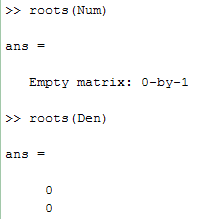 >> roots(Num)
ans =
Empty matrix: 0-by-1
>> roots(Den)
ans =
0
0